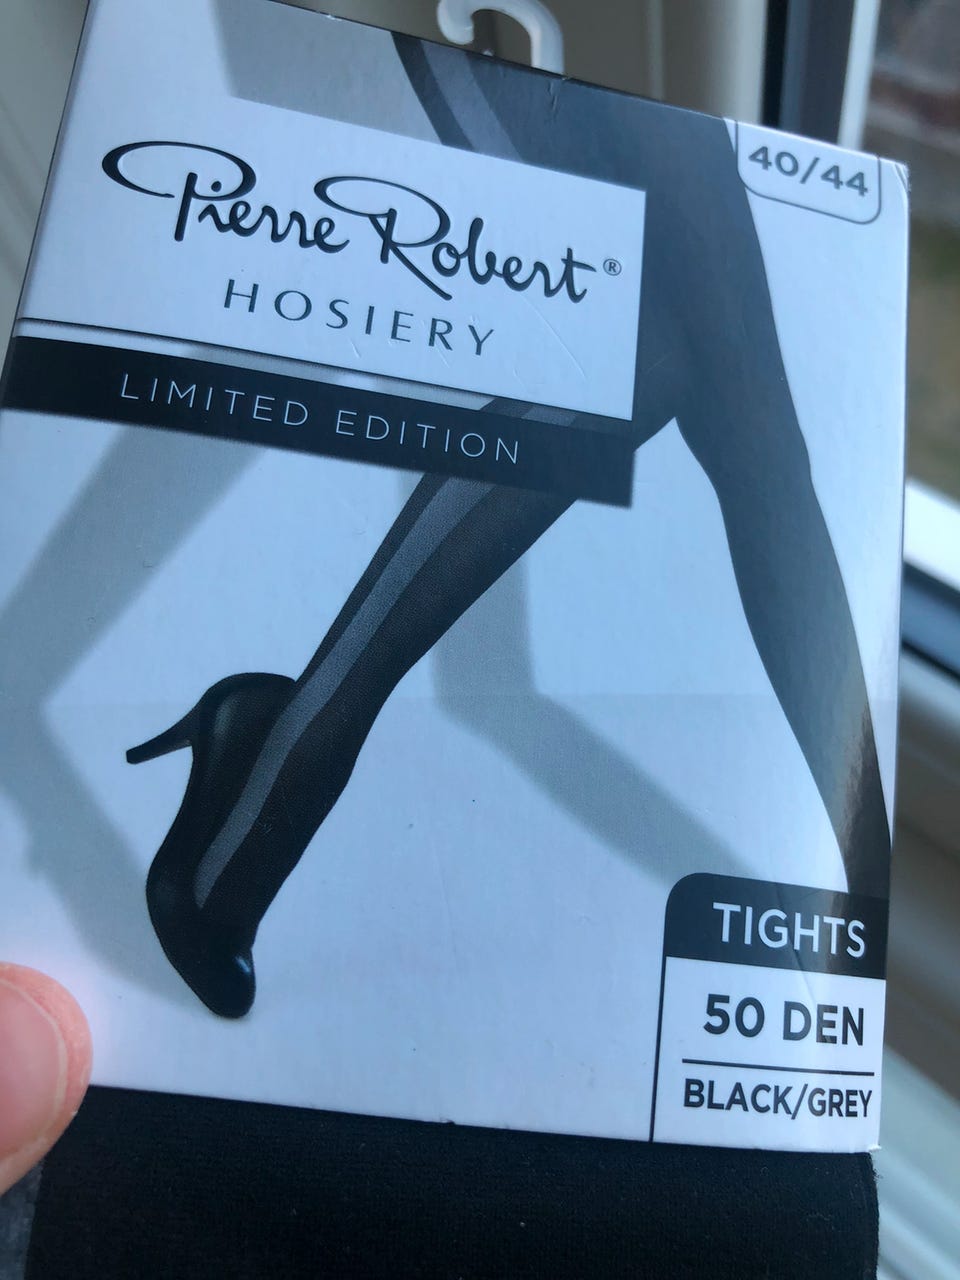 40/44
Pierre Robert®
HOSIERY
LIMITED EDITION
TIGHTS
50 DEN
BLACK/GREY